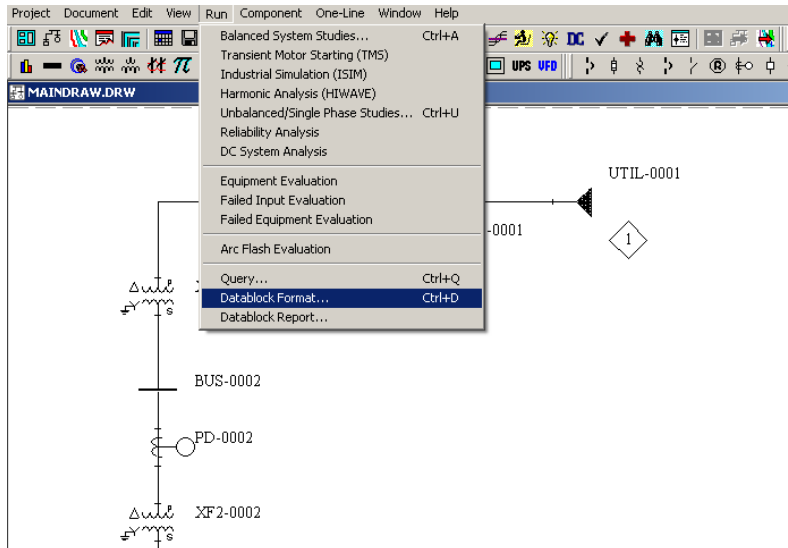 Project Document Edit View Run Component One-Line Window Help
DC
UPS VFD
R
MAINDRAW.DRW
Balanced System Studies... Ctrl+A
Transient Motor Starting (TMS)
Industrial Simulation (ISIM)
Harmonic Analysis (HIWAVE)
Unbalanced/Single Phase Studies... Ctrl+U
Reliability Analysis
DC System Analysis
Equipment Evaluation
Failed Input Evaluation
Failed Equipment Evaluation
Arc Flash Evaluation
Query... Ctrl+Q
Datablock Format... Ctrl+D
Datablock Report...
UTIL-0001
-0001
1
P
S
BUS-0002
PD-0002
XF2-0002
P
S